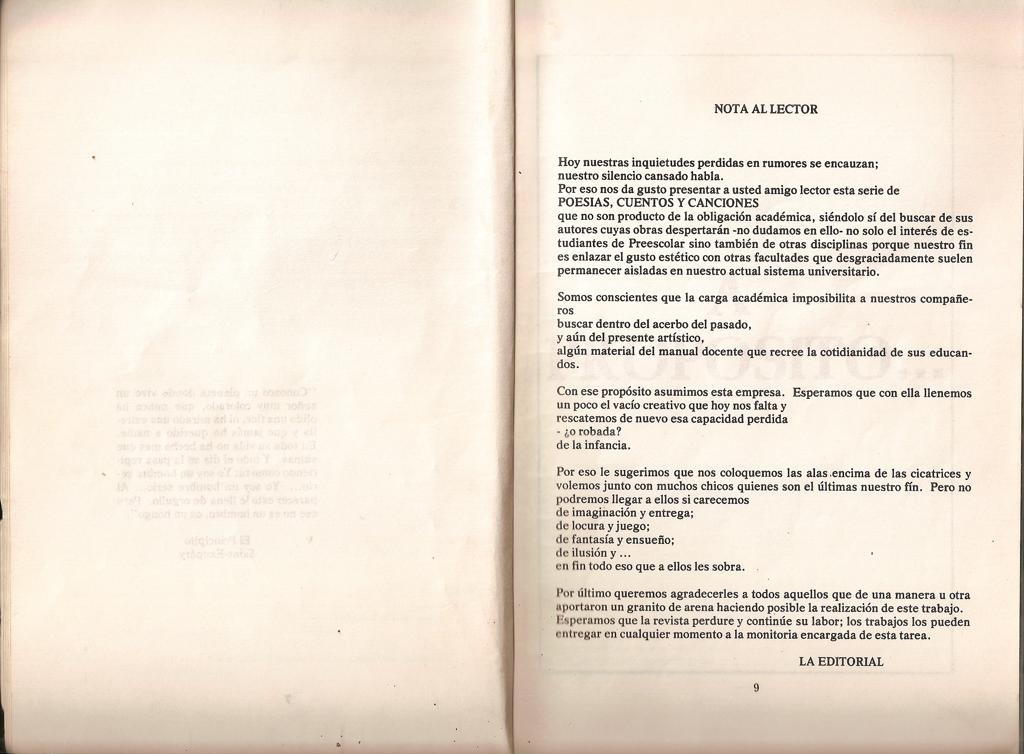 NOTA AL LECTOR
Hoy nuestras inquietudes perdidas en rumores se encauzan;
nuestro silencio cansado habla.
Por eso nos da gusto presentar a usted amigo lector esta serie de
POESIAS, CUENTOS Y CANCIONES
que no son producto de la obligación académica, siéndolo sí del buscar de sus
autores cuyas obras despertarán -no dudamos en ello- no solo el interés de es-
tudiantes de Preescolar sino también de otras disciplinas porque nuestro fin
es enlazar el gusto estético con otras facultades que desgraciadamente suelen
permanecer aisladas en nuestro actual sistema universitario.
Somos conscientes que la carga académica imposibilita a nuestros compañe-
ros
buscar dentro del acerbo del pasado,
y aún del presente artístico,
algún material del manual docente que recree la cotidianidad de sus educan-
dos.
Con ese propósito asumimos esta empresa. Esperamos que con ella llenemos
un poco el vacío creativo que hoy nos falta y
rescatemos de nuevo esa capacidad perdida
- ¿o robada?
de la infancia.
Por eso le sugerimos que nos coloquemos las alas encima de las cicatrices y
volemos junto con muchos chicos quienes son el últimas nuestro fín. Pero no
podremos llegar a ellos si carecemos
de imaginación y entrega;
de locura y juego;
de fantasía y ensueño;
de ilusión y ...
en fin todo eso que a ellos les sobra.
Por último queremos agradecerles a todos aquellos que de una manera u otra
aportaron un granito de arena haciendo posible la realización de este trabajo.
Esperamos que la revista perdure y continúe su labor; los trabajos los pueden
entregar en cualquier momento a la monitoria encargada de esta tarea.
LA EDITORIAL
9